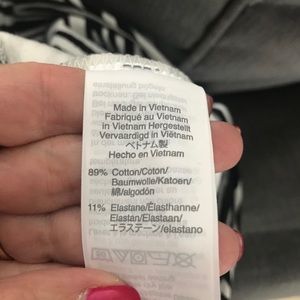 Made in Vietnam
Fabriqué au Vietnam
in Vietnam Hergestellt
Vervaardigd in Vietnam
ベトナム製
Hecho en Vietnam
89% Cotton/Coton/
Baumwolle/Katoen/
綿/algodón
11% Elastane/Élasthanne/
Elastan/Elastaan/
エラステーン/elastano